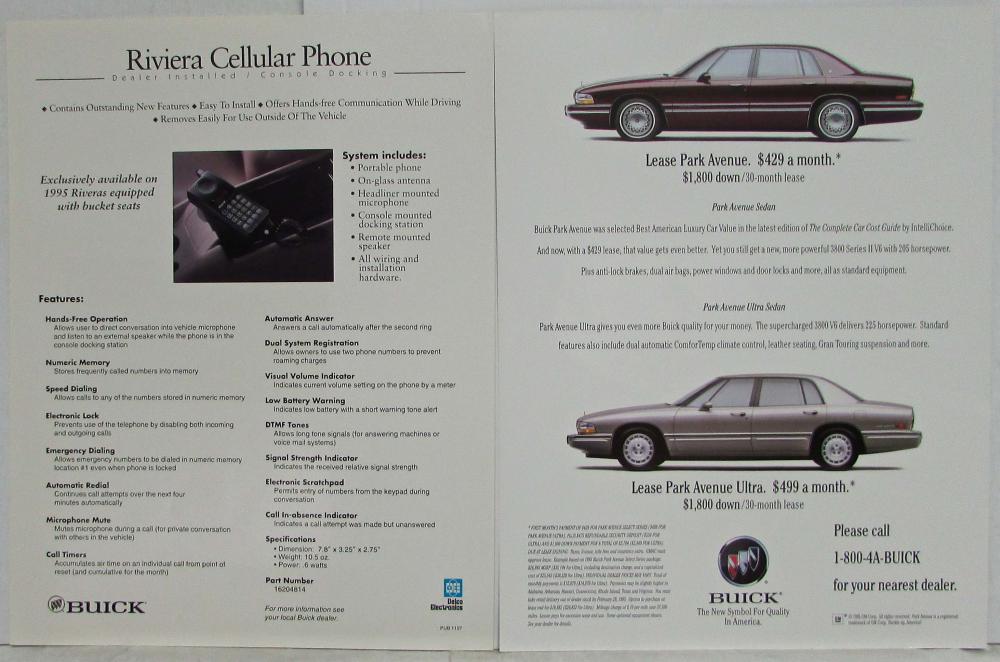 Riviera Cellular Phone
Dealer Installed / Console Docking
◆ Contains Outstanding New Features ◆ Easy To Install ◆ Offers Hands-free Communication While Driving
◆ Removes Easily For Use Outside Of The Vehicle
Exclusively available on
1995 Riveras equipped
with bucket seats
System includes:
• Portable phone
• On-glass antenna
• Headliner mounted
microphone
• Console mounted
docking station
• Remote mounted
speaker
• All wiring and
installation
hardware.
Features:
Hands-Free Operation
Allows user to direct conversation into vehicle microphone
and listen to an external speaker while the phone is in the
console docking station
Numeric Memory
Stores frequently called numbers into memory
Speed Dialing
Allows calls to any of the numbers stored in numeric memory
Electronic Lock
Prevents use of the telephone by disabling both incoming
and outgoing calls
Emergency Dialing
Allows emergency numbers to be dialed in numeric memory
location #1 even when phone is locked
Automatic Redial
Continues call attempts over the next four
minutes automatically
Microphone Mute
Mutes microphone during a call (for private conversation
with others in the vehicle)
Call Timers
Accumulates air time on an individual call from point of
reset (and cumulative for the month)
BUICK
Automatic Answer
Answers a call automatically after the second ring
Dual System Registration
Allows owners to use two phone numbers to prevent
roaming charges
Visual Volume Indicator
Indicates current volume setting on the phone by a meter
Low Battery Warning
Indicates low battery with a short warning tone alert
DTMF Tones
Allows long tone signals (for answering machines or
voice mail systems)
Signal Strength Indicator
Indicates the received relative signal strength
Electronic Scratchpad
Permits entry of numbers from the keypad during
conversation
Call In-absence Indicator
Indicates a call attempt was made but unanswered
Specifications
• Dimension: 7.8" x 3.25" x 2.75"
• Weight: 10.5 oz.
• Power: .6 watts
Part Number
16204814
For more information see
your local Buick dealer.
Delco
Electronics
PUB 1157
Lease Park Avenue. $429 a month.*
$1,800 down/30-month lease
Park Avenue Sedan
Buick Park Avenue was selected Best American Luxury Car Value in the latest edition of The Complete Car Cost Guide by IntelliChoice.
And now, with a $429 lease, that value gets even better. Yet you still get a new, more powerful 3800 Series II V6 with 205 horsepower.
Plus anti-lock brakes, dual air bags, power windows and door locks and more, all as standard equipment.
Park Avenue Ultra Sedan
Park Avenue Ultra gives you even more Buick quality for your money. The supercharged 3800 V6 delivers 225 horsepower. Standard
features also include dual automatic ComforTemp climate control, leather seating, Gran Touring suspension and more.
Lease Park Avenue Ultra. $499 a month.*
$1,800 down/30-month lease
See your dealer for details.
BUICK
The New Symbol For Quality
In America.
Please call
1-800-4A-BUICK
for your nearest dealer.